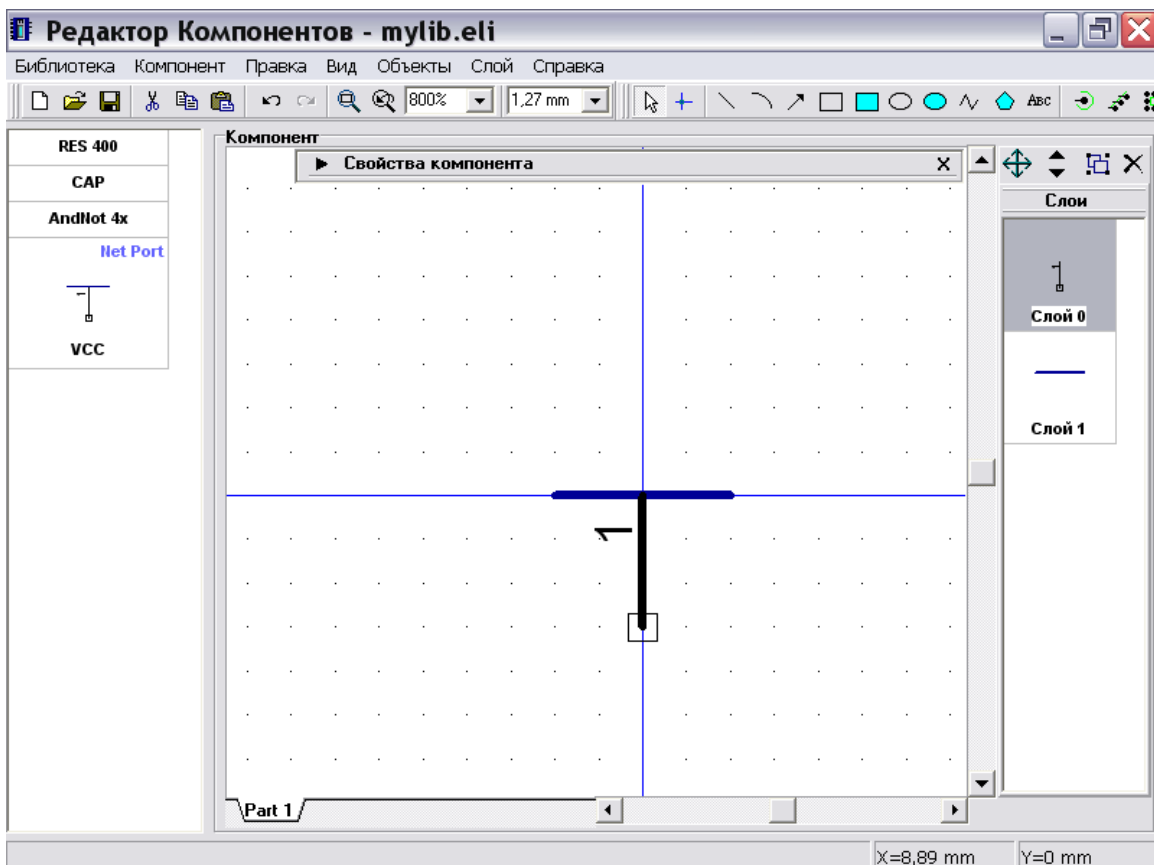 Редактор Компонентов - mylib.eli
Библиотека Компонент Правка Вид Объекты Слой Справка
800% 1,27 mm ABC
RES 400
CAP
AndNot 4x
Net Port
1
VCC
Компонент
Свойства компонента
1
Part 1
Слои
1
Слой 0
Слой 1
X=8,89 mm Y=0 mm